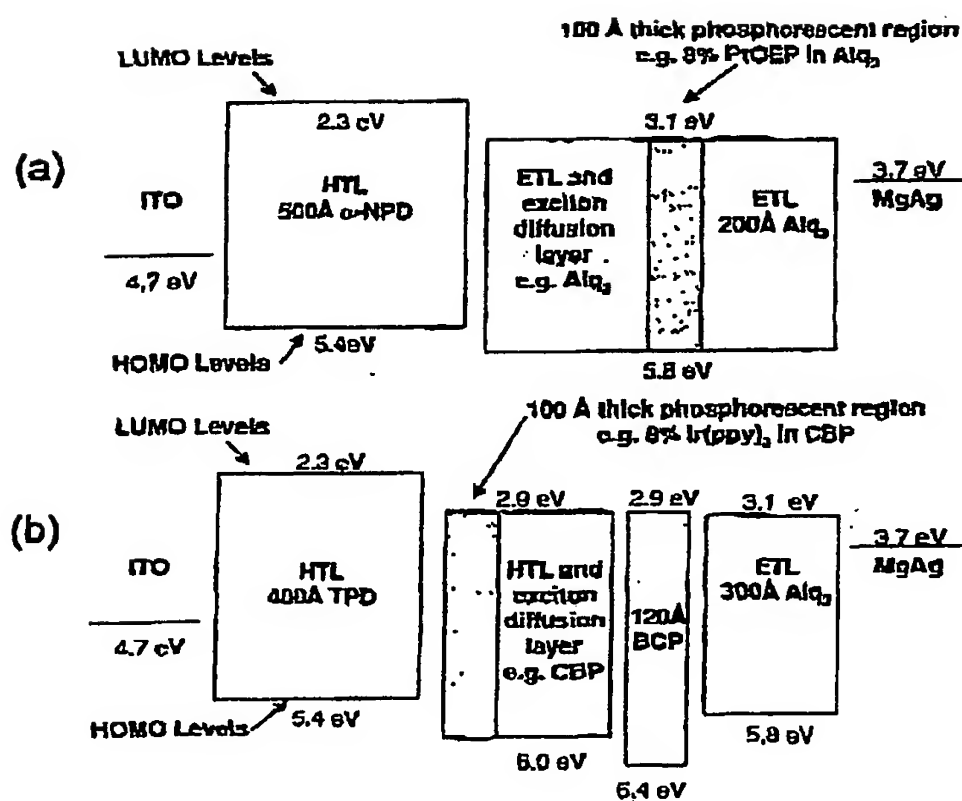 100 Å thick phosphorescent region
e.g. 8% PtOEP in Alq₃
LUMO Levels
(a)
2.3 eV
3.1 eV
ITO
HTL
500Å α-NPD
ETL and
exciton
diffusion
layer
e.g. Alq₃
ETL
200Å Alq₃
3.7 eV
MgAg
4.7 eV
HOMO Levels
5.4eV
5.8 eV
100 Å thick phosphorescent region
e.g. 8% Ir(ppy)₃ in CBP
LUMO Levels
(b)
2.3 eV
2.9 eV
2.9 eV
3.1 eV
ITO
HTL
400Å TPD
HTL and
exciton
diffusion
layer
e.g. CBP
120Å
BCP
ETL
300Å Alq₃
3.7 eV
MgAg
4.7 eV
HOMO Levels
5.4 eV
6.0 eV
6.4 eV
5.8 eV